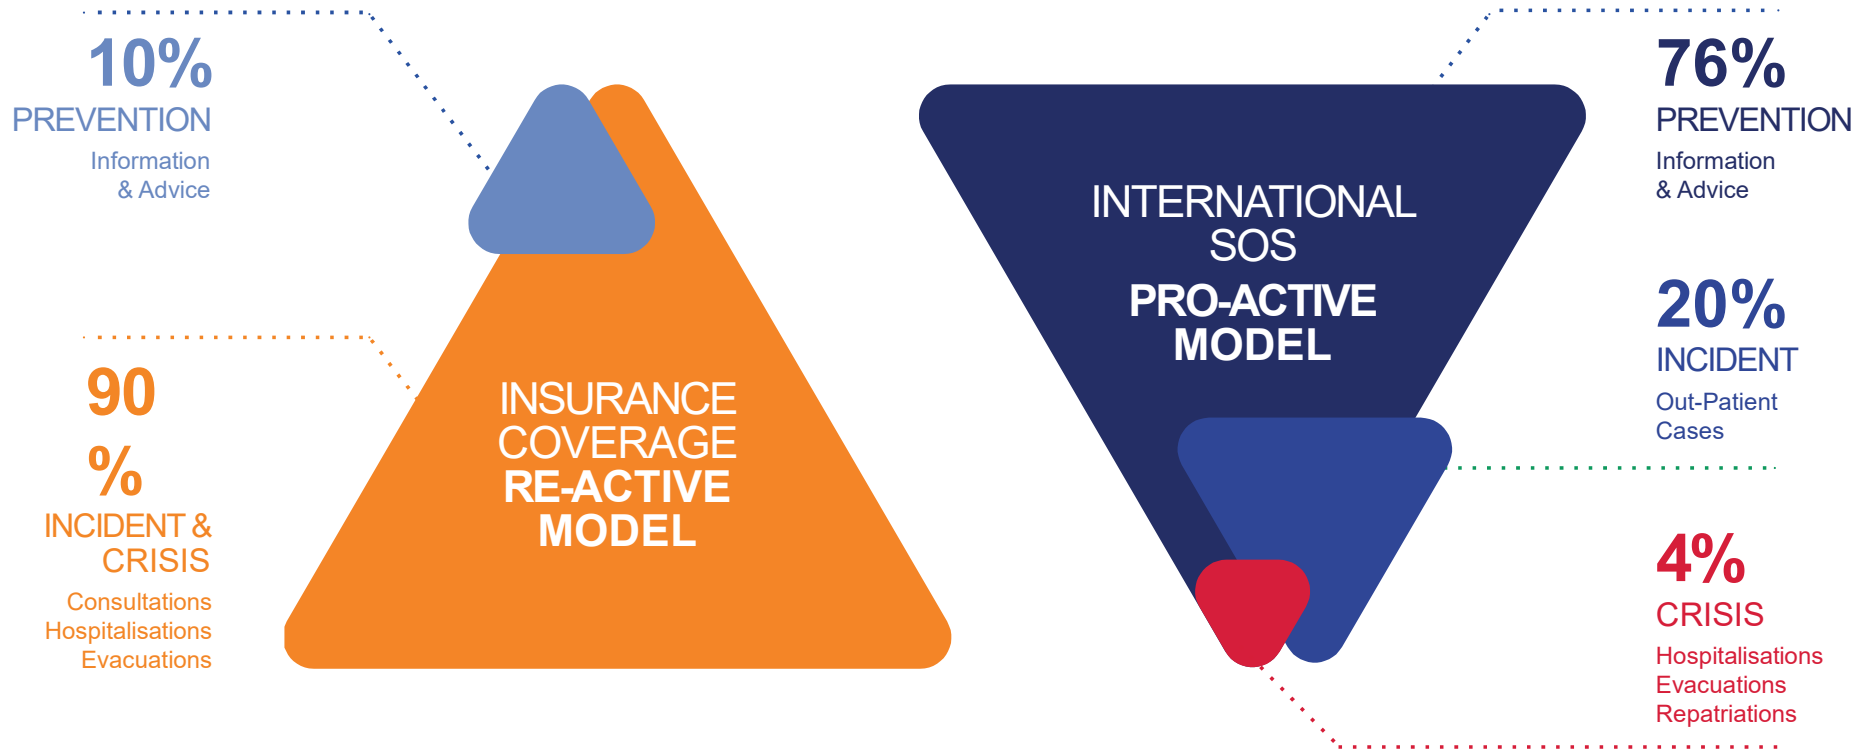 10%
PREVENTION
Information
& Advice
90
%
INCIDENT &
CRISIS
Consultations
Hospitalisations
Evacuations
INSURANCE
COVERAGE
RE-ACTIVE
MODEL
INTERNATIONAL
SOS
PRO-ACTIVE
MODEL
76%
PREVENTION
Information
& Advice
20%
INCIDENT
Out-Patient
Cases
4%
CRISIS
Hospitalisations
Evacuations
Repatriations